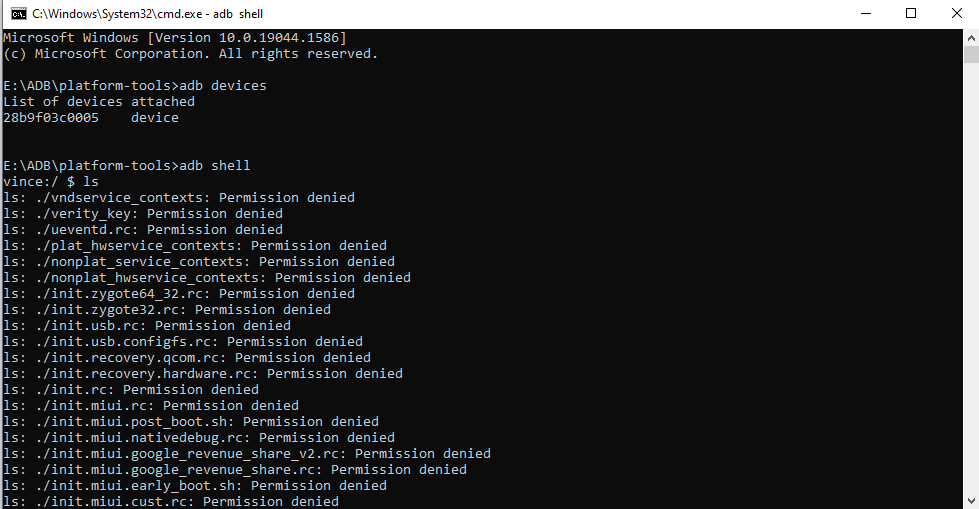 C:\Windows\System32\cmd.exe - adb shell
Microsoft Windows [Version 10.0.19044.1586]
(c) Microsoft Corporation. All rights reserved.
E:\ADB\platform-tools>adb devices
List of devices attached
28b9f03c0005    device
E:\ADB\platform-tools>adb shell
vince:/ $ ls
ls: ./vndservice_contexts: Permission denied
ls: ./verity_key: Permission denied
ls: ./ueventd.rc: Permission denied
ls: ./plat_hwservice_contexts: Permission denied
ls: ./nonplat_service_contexts: Permission denied
ls: ./nonplat_hwservice_contexts: Permission denied
ls: ./init.zygote64_32.rc: Permission denied
ls: ./init.zygote32.rc: Permission denied
ls: ./init.usb.rc: Permission denied
ls: ./init.usb.configfs.rc: Permission denied
ls: ./init.recovery.qcom.rc: Permission denied
ls: ./init.recovery.hardware.rc: Permission denied
ls: ./init.rc: Permission denied
ls: ./init.miui.rc: Permission denied
ls: ./init.miui.post_boot.sh: Permission denied
ls: ./init.miui.nativedebug.rc: Permission denied
ls: ./init.miui.google_revenue_share_v2.rc: Permission denied
ls: ./init.miui.google_revenue_share.rc: Permission denied
ls: ./init.miui.early_boot.sh: Permission denied
ls: ./init.miui.cust.rc: Permission denied